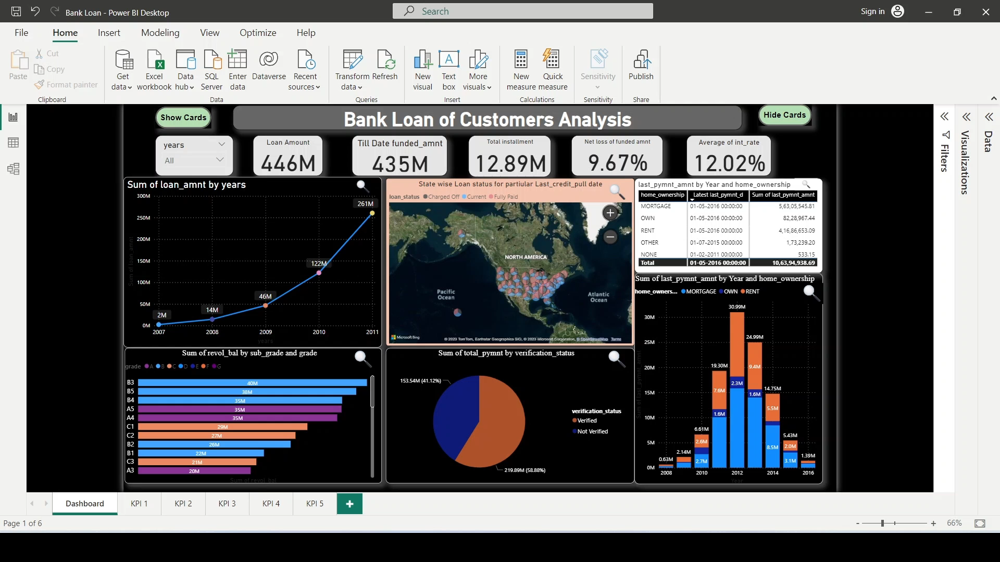 Bank Loan - Power BI Desktop
Search
Sign in
File Home Insert Modeling View Optimize Help
Paste
Cut
Copy
Format painter
Clipboard
Get data
Excel workbook
Data hub
SQL Server
Enter data
Dataverse
Recent sources
Data
Transform data
Refresh
Queries
New visual
Text box
More visuals
Insert
New measure
Quick measure
Calculations
Sensitivity
Sensitivity
Publish
Share
Show Cards
Bank Loan of Customers Analysis
Hide Cards
years
All
Loan Amount
446M
Till Date funded_amnt
435M
Total installment
12.89M
Net loss of funded amnt
9.67%
Average of int_rate
12.02%
Filters
Visualizations
Data
Sum of loan_amnt by years
Sum of loan_amnt
300M
250M
200M
150M
100M
50M
0M
2M
14M
46M
122M
261M
2007 2008 2009 2010 2011
years
State wise Loan status for partiular Last_credit_pull date
loan_status Charged Off Current Fully Paid
NORTH AMERICA
Pacific Ocean
Atlantic Ocean
Microsoft Bing
© 2023 TomTom, Earthstar Geographics SIO, © 2023 Microsoft Corporation, © OpenStreetMap Terms
last_pymnt_amnt by Year and home_ownership
home_ownership Latest last_pymnt_d Sum of last_pymnt_amnt
MORTGAGE 01-05-2016 00:00:00 5,63,05,545.81
OWN 01-05-2016 00:00:00 82,28,967.44
RENT 01-05-2016 00:00:00 4,16,86,653.09
OTHER 01-07-2015 00:00:00 1,73,239.20
NONE 01-02-2011 00:00:00 533.15
Total 01-05-2016 00:00:00 10,63,94,938.69
Sum of revol_bal by sub_grade and grade
grade A B C D E F G
B3 40M
B5 38M
B4 35M
A5 35M
A4 35M
C1 29M
C2 27M
B2 26M
B1 22M
C3 21M
A3 20M
Sum of revol_bal
Sum of total_pymnt by verification_status
153.54M (41.12%)
219.89M (58.88%)
verification_status
Verified
Not Verified
Sum of last_pymnt_amnt by Year and home_ownership
home_owners... MORTGAGE OWN RENT
Sum of last_pymnt_amnt
30M
25M
20M
15M
10M
5M
0M
0.63M
2.14M
6.61M
2.6M
2.7M
19.30M
7.6M
1.6M
30.99M
2.3M
24.99M
9.4M
1.6M
14.75M
5.5M
8.5M
5.43M
2.0M
3.1M
1.39M
2008 2010 2012 2014 2016
Year
Dashboard KPI 1 KPI 2 KPI 3 KPI 4 KPI 5
Page 1 of 6
66%